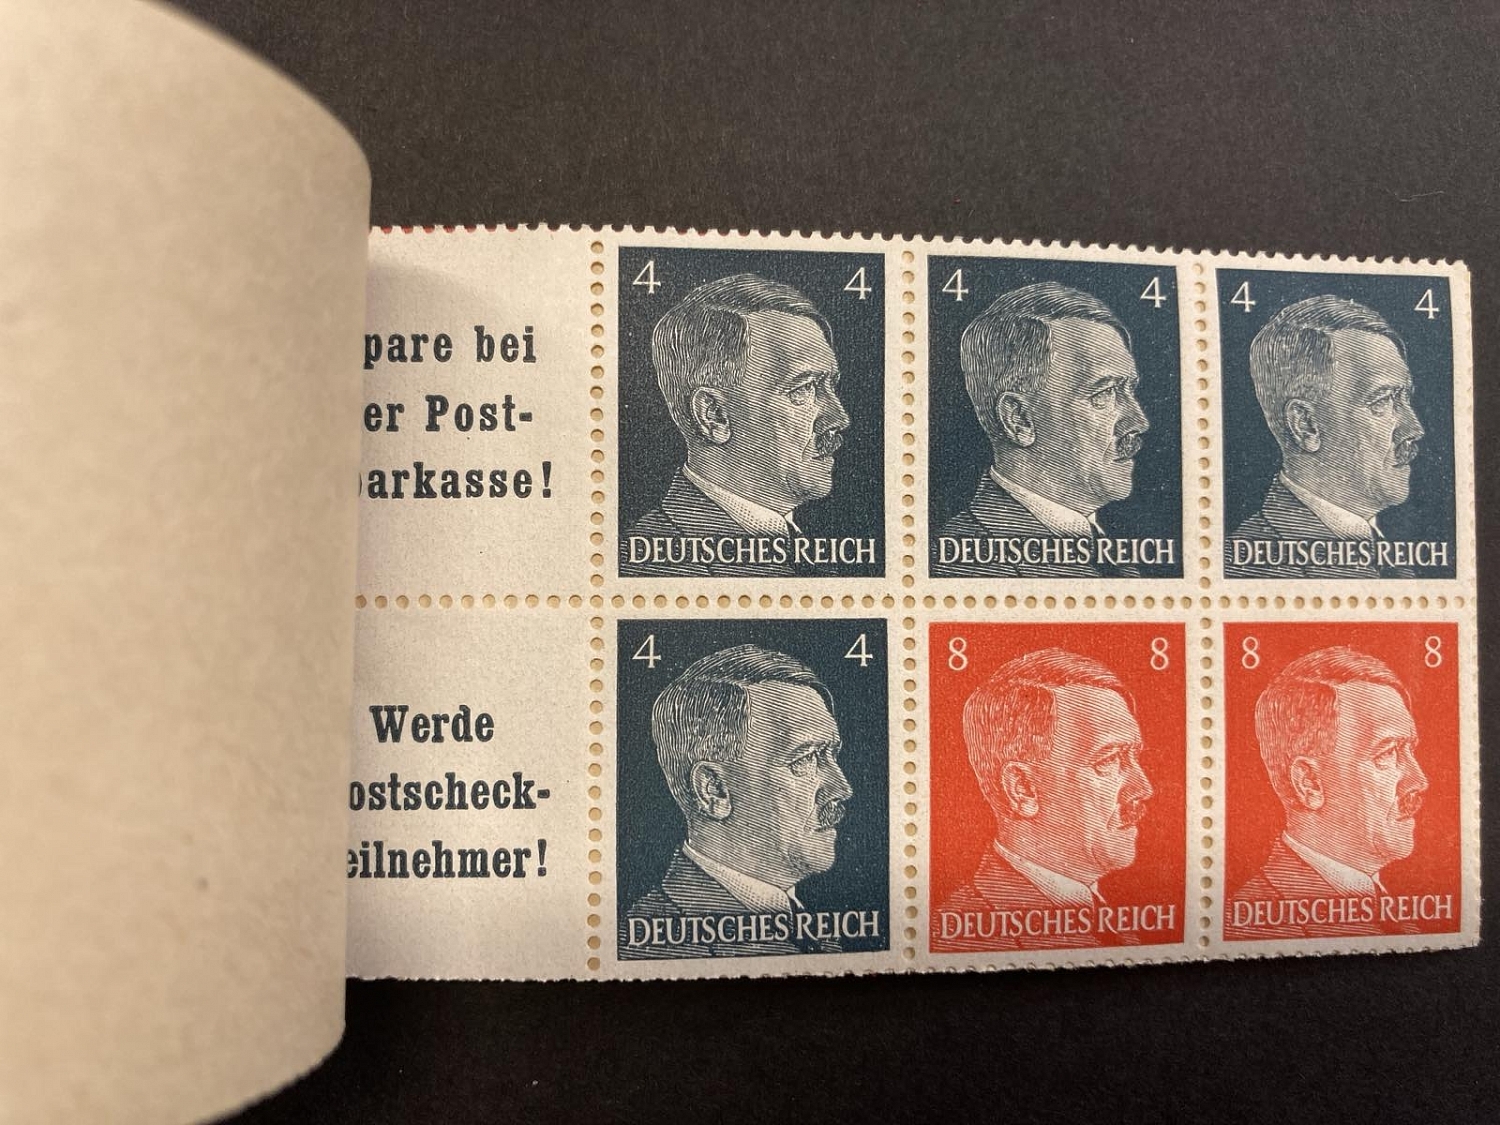 pare bei
er Post-
parkasse!
Werde
ostscheck-
eilnehmer!
4 4
DEUTSCHES REICH
4 4
DEUTSCHES REICH
4 4
DEUTSCHES REICH
4 4
DEUTSCHES REICH
8 8
DEUTSCHES REICH
8 8
DEUTSCHES REICH